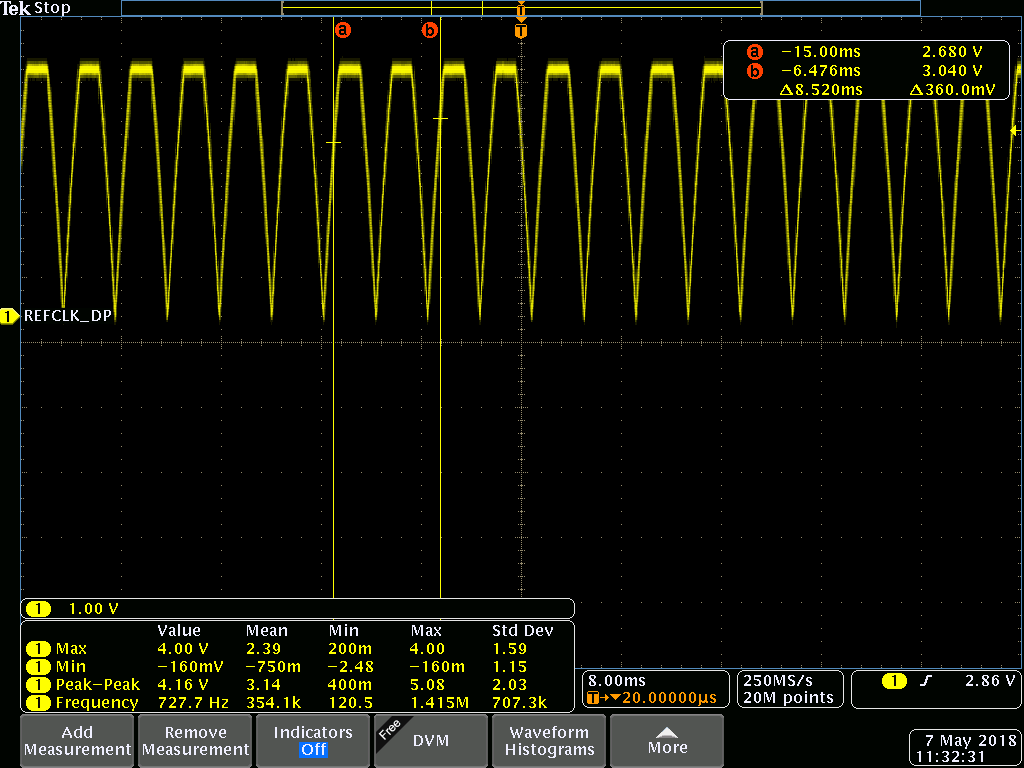 Tek Stop
T
a
b
T
a −15.00ms 2.680 V
b −6.476ms 3.040 V
Δ8.520ms Δ360.0mV
1 REFCLK_DP
1 1.00 V
Value Mean Min Max Std Dev
1 Max 4.00 V 2.39 200m 4.00 1.59
1 Min −160mV −750m −2.48 −160m 1.15
1 Peak−Peak 4.16 V 3.14 400m 5.08 2.03
1 Frequency 727.7 Hz 354.1k 120.5 1.415M 707.3k
8.00ms
T→▼20.00000µs
250MS/s
20M points
1 2.86 V
Add
Measurement
Remove
Measurement
Indicators
Off
Free
DVM
Waveform
Histograms
More
7 May 2018
11:32:31